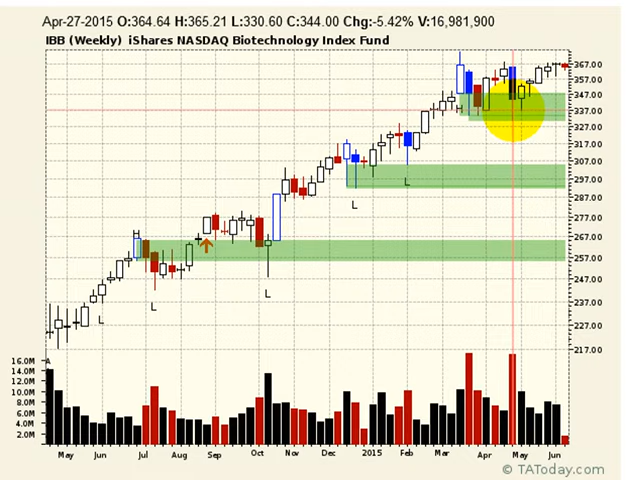 Apr-27-2015 O:364.64 H:365.21 L:330.60 C:344.00 Chg:-5.42% V:16,981,900
IBB (Weekly) iShares NASDAQ Biotechnology Index Fund
367.00
357.00
347.00
337.00
327.00
317.00
307.00
297.00
287.00
277.00
267.00
257.00
247.00
237.00
227.00
217.00
H
H
L
L
L
L
L
A
16.0M
14.0M
12.0M
10.0M
8.0M
6.0M
4.0M
2.0M
May Jun Jul Aug Sep Oct Nov Dec 2015 Feb Mar Apr May Jun
© TAToday.com